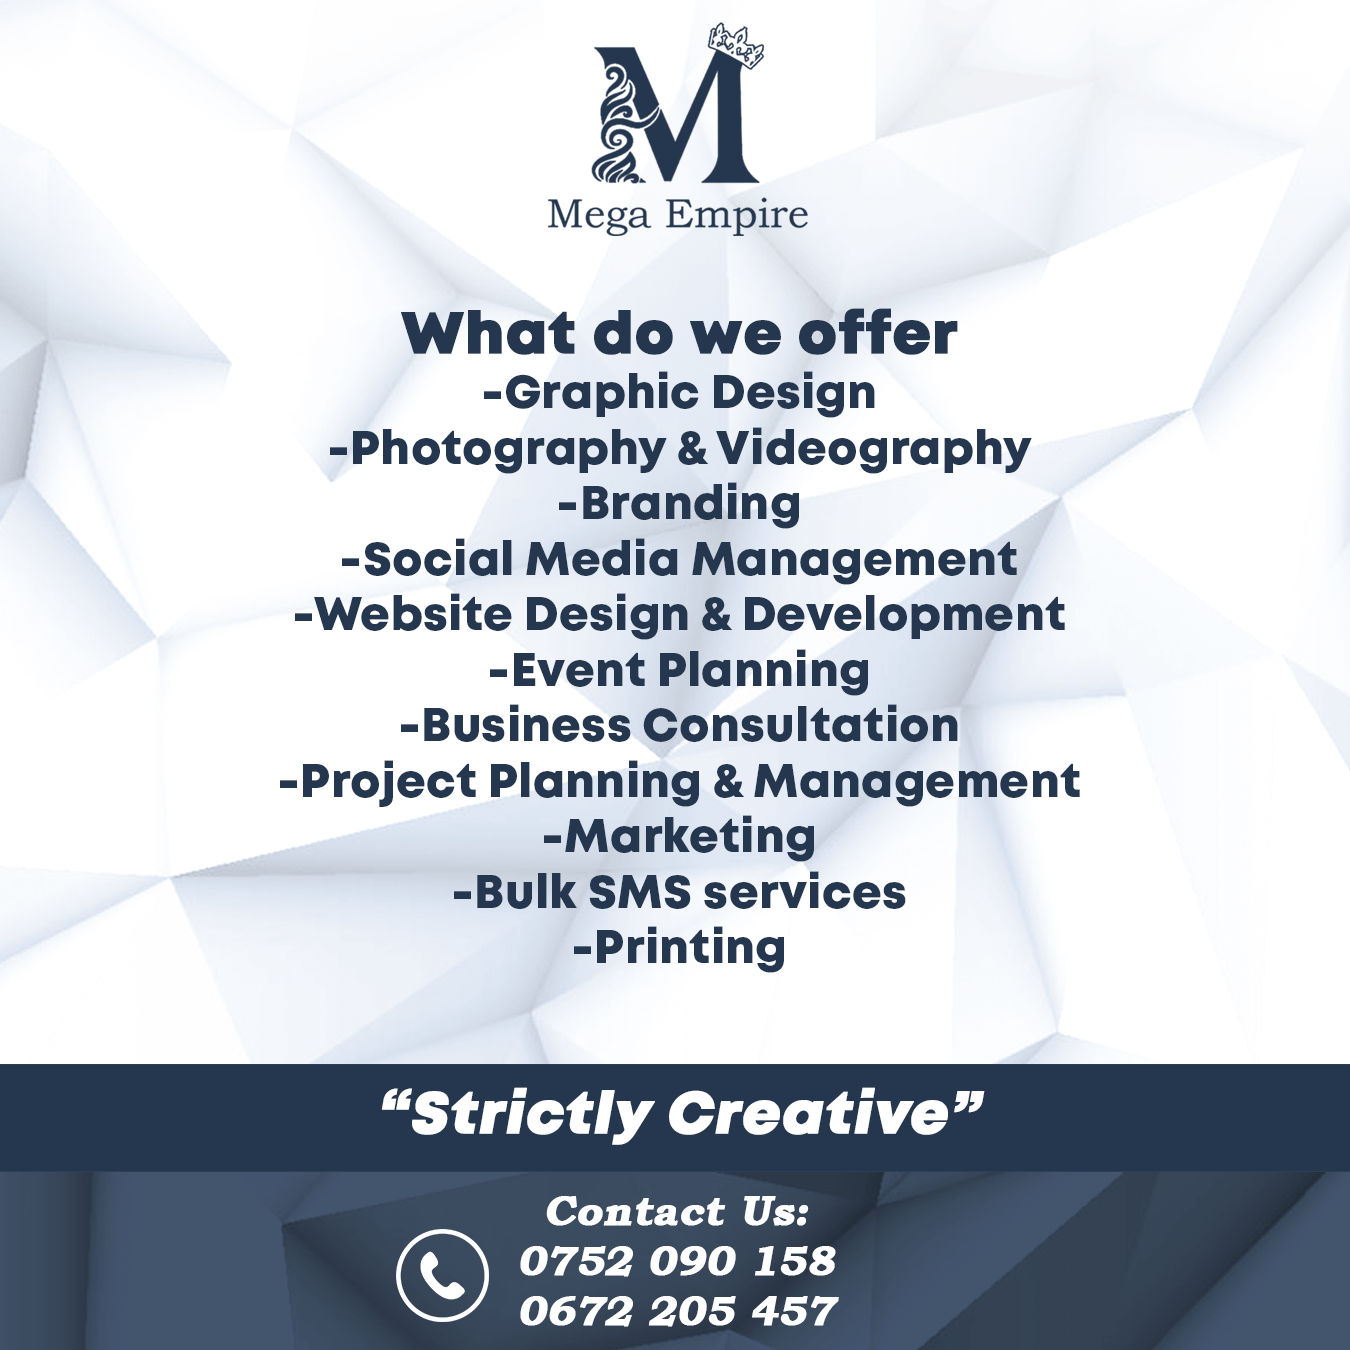 M
Mega Empire
What do we offer
-Graphic Design
-Photography & Videography
-Branding
-Social Media Management
-Website Design & Development
-Event Planning
-Business Consultation
-Project Planning & Management
-Marketing
-Bulk SMS services
-Printing
“Strictly Creative”
Contact Us:
0752 090 158
0672 205 457